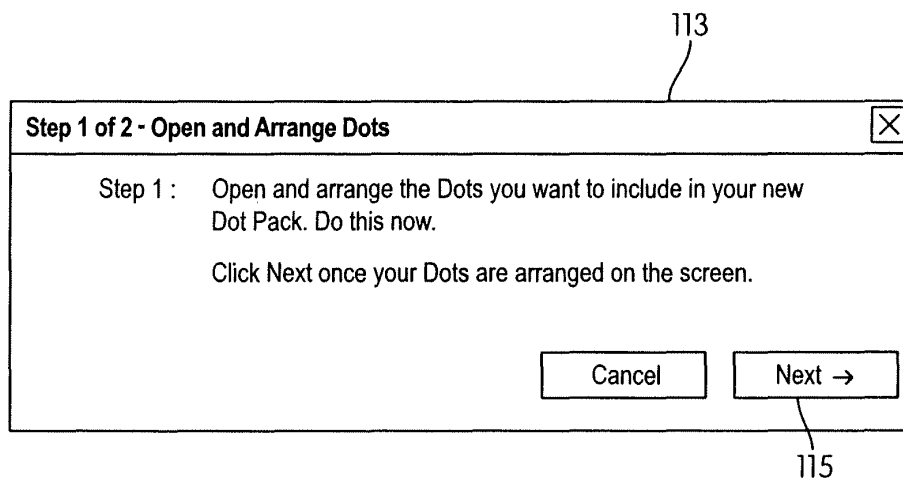 113
Step 1 of 2 - Open and Arrange Dots
Step 1 : Open and arrange the Dots you want to include in your new
Dot Pack. Do this now.
Click Next once your Dots are arranged on the screen.
Cancel Next →
115